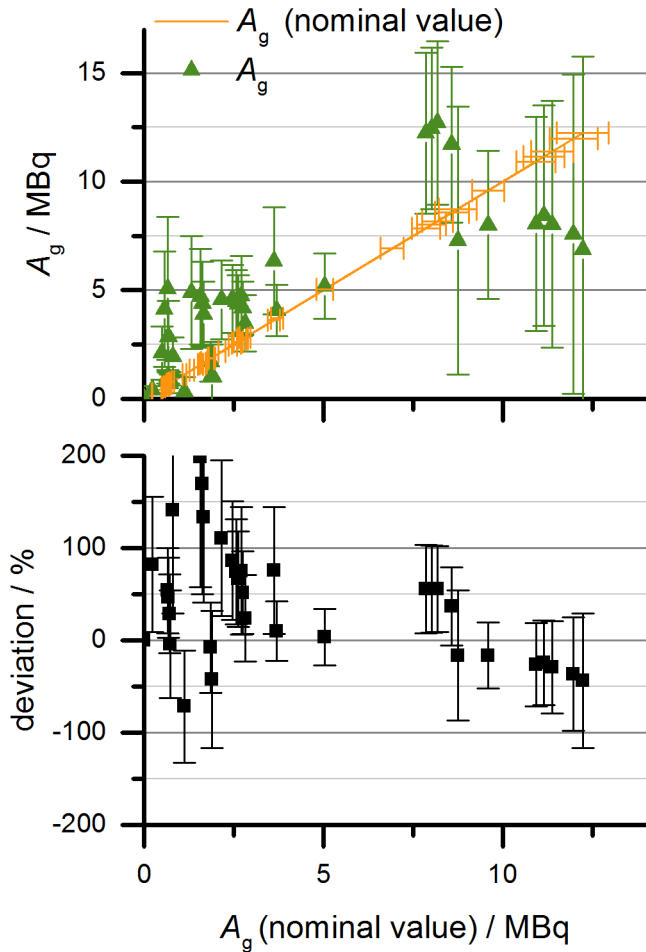 A_g (nominal value)
A_g
15
10
5
0
A_g / MBq
200
100
0
-100
-200
deviation / %
0 5 10
A_g (nominal value) / MBq